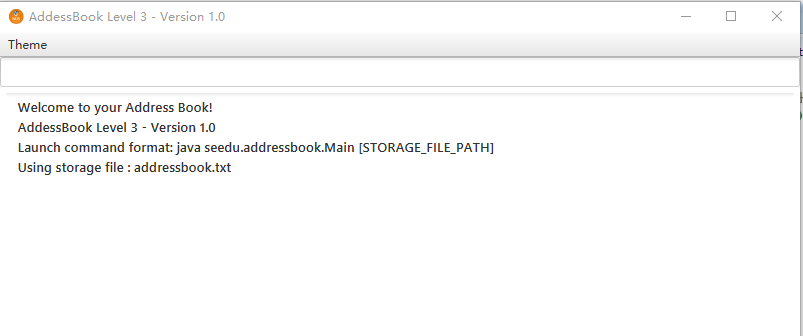 AddessBook Level 3 - Version 1.0
Theme
Welcome to your Address Book!
AddessBook Level 3 - Version 1.0
Launch command format: java seedu.addressbook.Main [STORAGE_FILE_PATH]
Using storage file : addressbook.txt